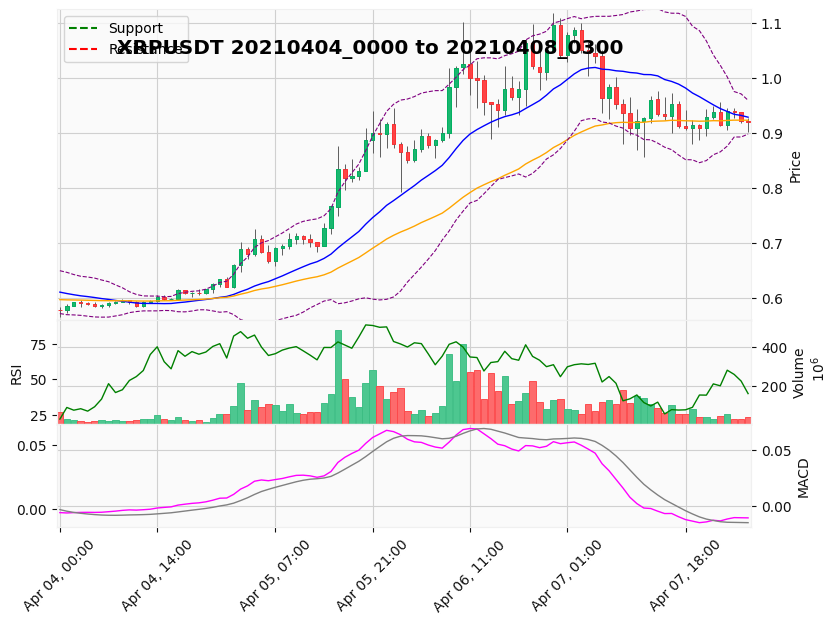 Support
Resistance
XRPUSDT 20210404_0000 to 20210408_0300
1.1
1.0
0.9
0.8
0.7
0.6
Price
75
50
25
RSI
400
200
Volume
10^6
0.05
0.00
0.05
0.00
MACD
Apr 04, 00:00
Apr 04, 14:00
Apr 05, 07:00
Apr 05, 21:00
Apr 06, 11:00
Apr 07, 01:00
Apr 07, 18:00